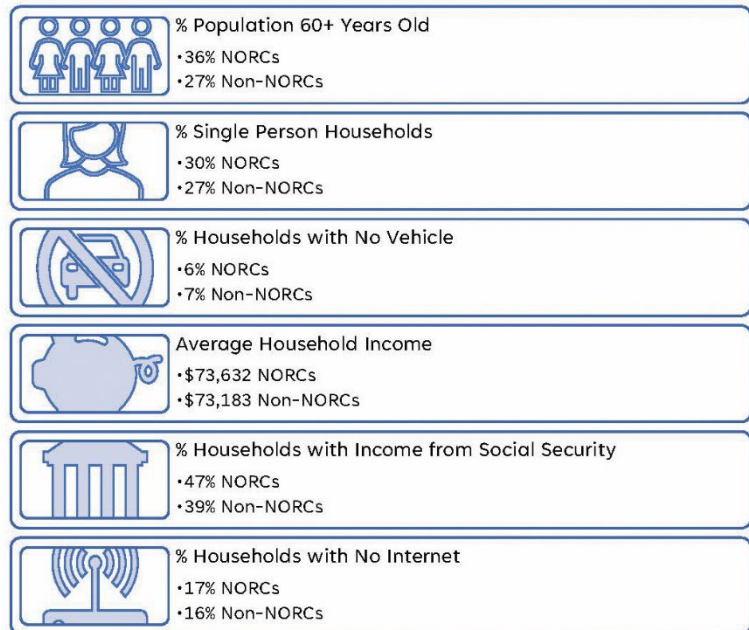 % Population 60+ Years Old
•36% NORCs
•27% Non-NORCs
% Single Person Households
•30% NORCs
•27% Non-NORCs
% Households with No Vehicle
•6% NORCs
•7% Non-NORCs
Average Household Income
•$73,632 NORCs
•$73,183 Non-NORCs
% Households with Income from Social Security
•47% NORCs
•39% Non-NORCs
% Households with No Internet
•17% NORCs
•16% Non-NORCs